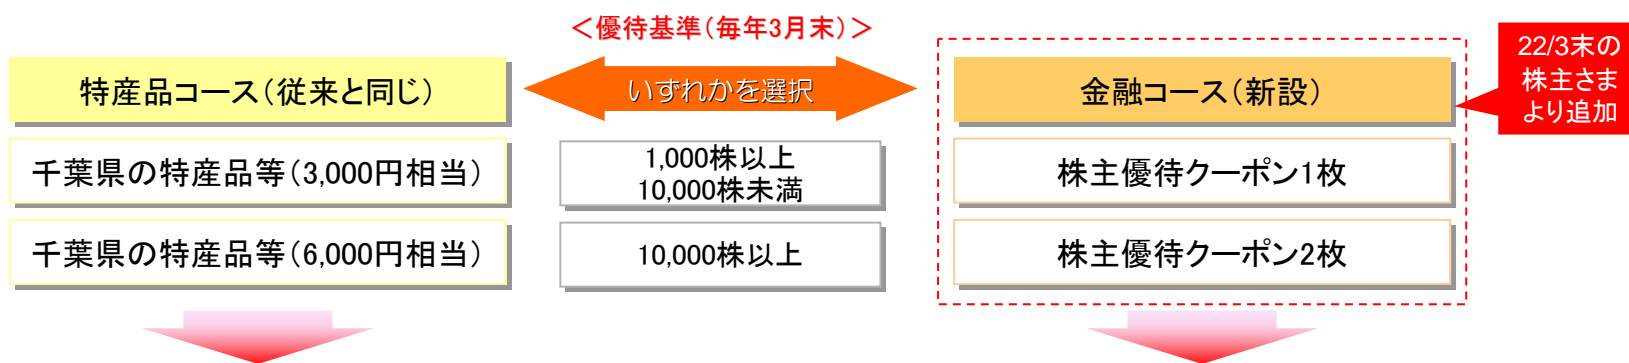 ＜優待基準（毎年3月末）＞
特産品コース（従来と同じ）
いずれかを選択
金融コース（新設）
22/3末の
株主さま
より追加
千葉県の特産品等（3,000円相当）
1,000株以上
10,000株未満
株主優待クーポン1枚
千葉県の特産品等（6,000円相当）
10,000株以上
株主優待クーポン2枚